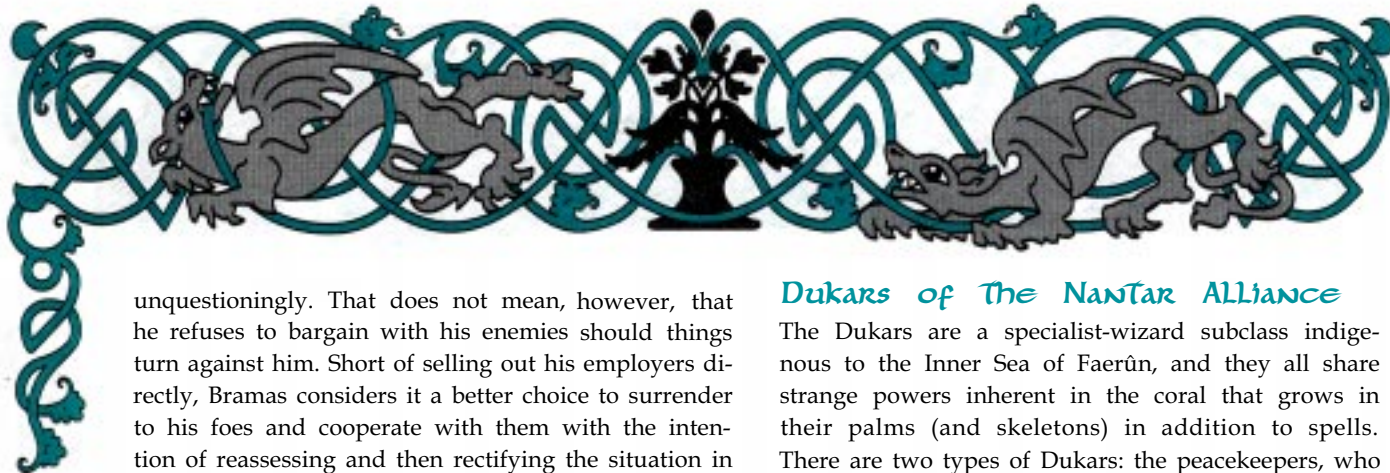 unquestioningly. That does not mean, however, that
he refuses to bargain with his enemies should things
turn against him. Short of selling out his employers di-
rectly, Bramas considers it a better choice to surrender
to his foes and cooperate with them with the inten-
tion of reassessing and then rectifying the situation in
Dukars of the Nantar Alliance
The Dukars are a specialist-wizard subclass indige-
nous to the Inner Sea of Faerûn, and they all share
strange powers inherent in the coral that grows in
their palms (and skeletons) in addition to spells.
There are two types of Dukars: the peacekeepers, who